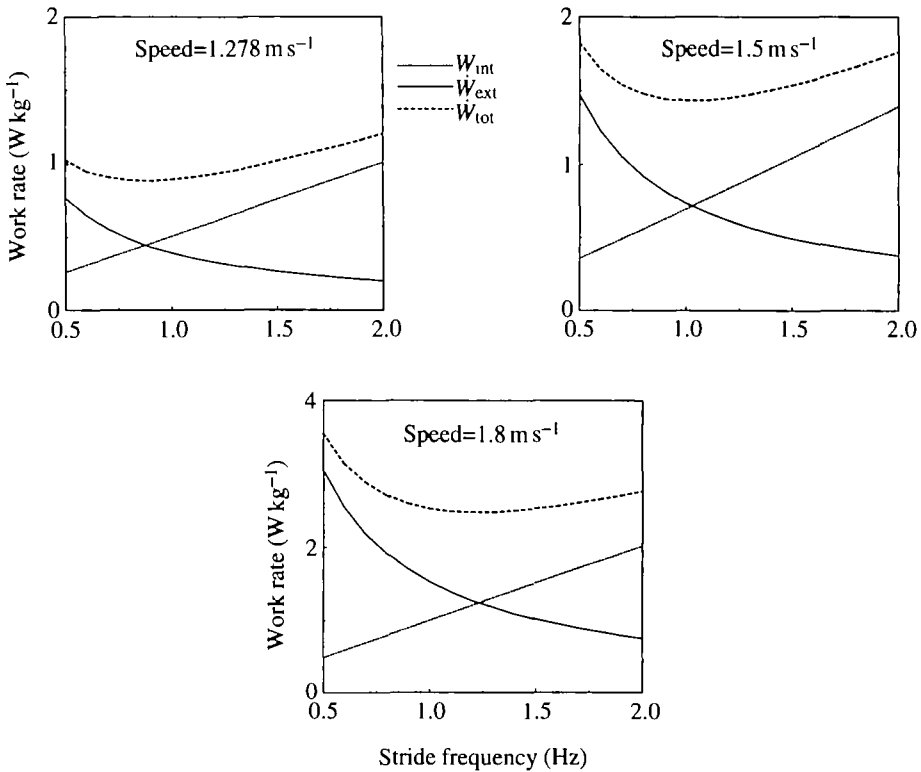 2
Speed=1.278 m s⁻¹
1
0
0.5 1.0 1.5 2.0
Work rate (W kg⁻¹)
Ẇint
Ẇext
Ẇtot
2
Speed=1.5 m s⁻¹
1
0
0.5 1.0 1.5 2.0
4
Speed=1.8 m s⁻¹
2
0
0.5 1.0 1.5 2.0
Work rate (W kg⁻¹)
Stride frequency (Hz)